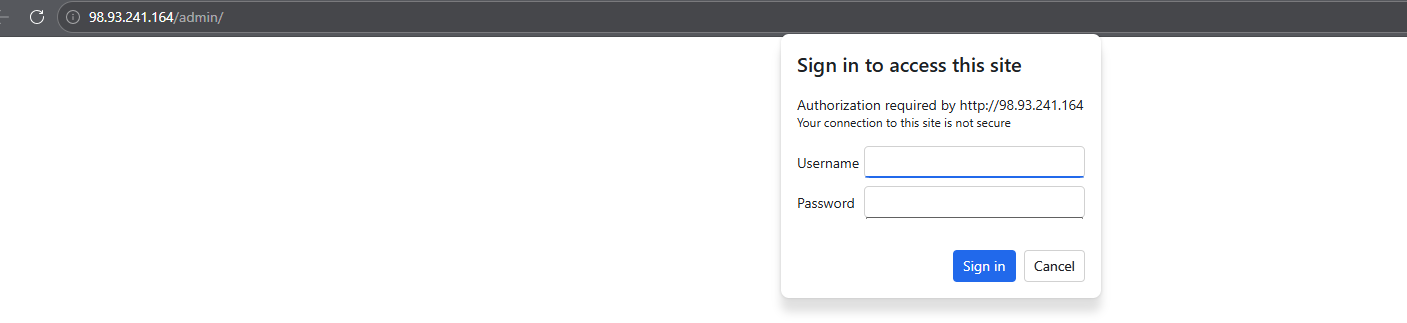 98.93.241.164/admin/
Sign in to access this site
Authorization required by http://98.93.241.164
Your connection to this site is not secure
Username
Password
Sign in Cancel